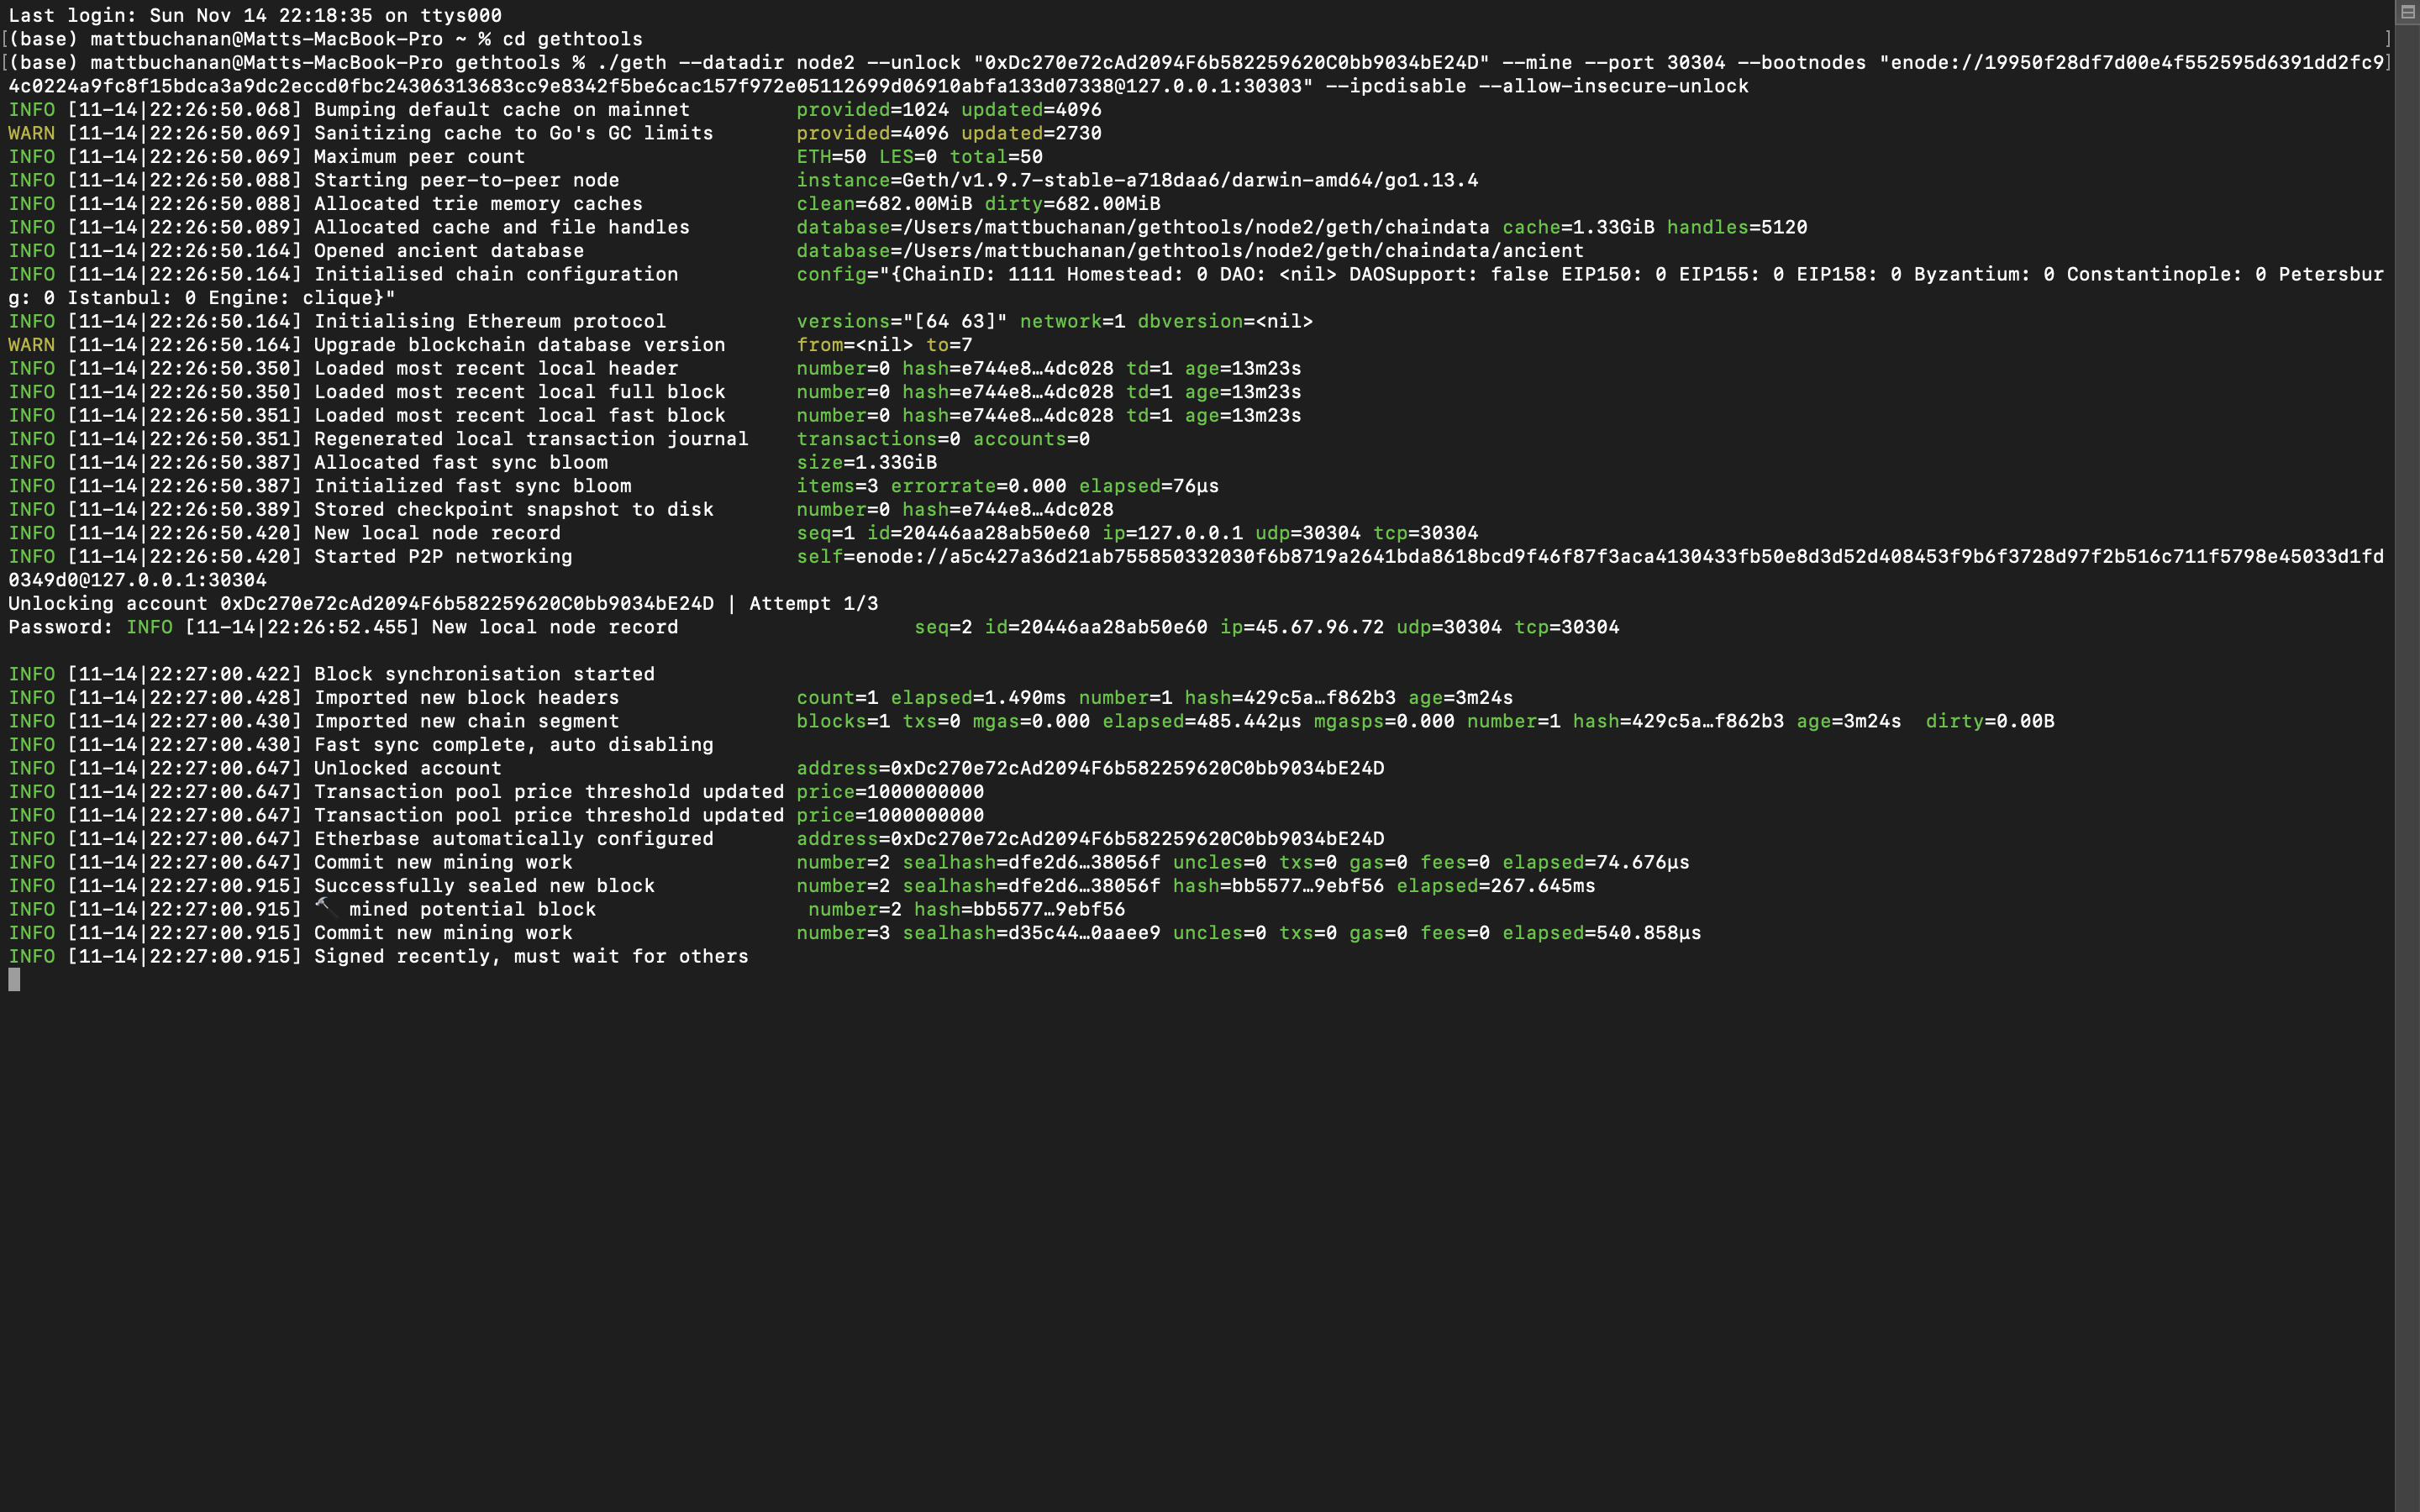 Last login: Sun Nov 14 22:18:35 on ttys000
[(base) mattbuchanan@Matts-MacBook-Pro ~ % cd gethtools ]
[(base) mattbuchanan@Matts-MacBook-Pro gethtools % ./geth --datadir node2 --unlock "0xDc270e72cAd2094F6b582259620C0bb9034bE24D" --mine --port 30304 --bootnodes "enode://19950f28df7d00e4f552595d6391dd2fc9]
4c0224a9fc8f15bdca3a9dc2eccd0fbc24306313683cc9e8342f5be6cac157f972e05112699d06910abfa133d07338@127.0.0.1:30303" --ipcdisable --allow-insecure-unlock
INFO [11-14|22:26:50.068] Bumping default cache on mainnet provided=1024 updated=4096
WARN [11-14|22:26:50.069] Sanitizing cache to Go's GC limits provided=4096 updated=2730
INFO [11-14|22:26:50.069] Maximum peer count ETH=50 LES=0 total=50
INFO [11-14|22:26:50.088] Starting peer-to-peer node instance=Geth/v1.9.7-stable-a718daa6/darwin-amd64/go1.13.4
INFO [11-14|22:26:50.088] Allocated trie memory caches clean=682.00MiB dirty=682.00MiB
INFO [11-14|22:26:50.089] Allocated cache and file handles database=/Users/mattbuchanan/gethtools/node2/geth/chaindata cache=1.33GiB handles=5120
INFO [11-14|22:26:50.164] Opened ancient database database=/Users/mattbuchanan/gethtools/node2/geth/chaindata/ancient
INFO [11-14|22:26:50.164] Initialised chain configuration config="{ChainID: 1111 Homestead: 0 DAO: <nil> DAOSupport: false EIP150: 0 EIP155: 0 EIP158: 0 Byzantium: 0 Constantinople: 0 Petersbur
g: 0 Istanbul: 0 Engine: clique}"
INFO [11-14|22:26:50.164] Initialising Ethereum protocol versions="[64 63]" network=1 dbversion=<nil>
WARN [11-14|22:26:50.164] Upgrade blockchain database version from=<nil> to=7
INFO [11-14|22:26:50.350] Loaded most recent local header number=0 hash=e744e8…4dc028 td=1 age=13m23s
INFO [11-14|22:26:50.350] Loaded most recent local full block number=0 hash=e744e8…4dc028 td=1 age=13m23s
INFO [11-14|22:26:50.351] Loaded most recent local fast block number=0 hash=e744e8…4dc028 td=1 age=13m23s
INFO [11-14|22:26:50.351] Regenerated local transaction journal transactions=0 accounts=0
INFO [11-14|22:26:50.387] Allocated fast sync bloom size=1.33GiB
INFO [11-14|22:26:50.387] Initialized fast sync bloom items=3 errorrate=0.000 elapsed=76µs
INFO [11-14|22:26:50.389] Stored checkpoint snapshot to disk number=0 hash=e744e8…4dc028
INFO [11-14|22:26:50.420] New local node record seq=1 id=20446aa28ab50e60 ip=127.0.0.1 udp=30304 tcp=30304
INFO [11-14|22:26:50.420] Started P2P networking self=enode://a5c427a36d21ab755850332030f6b8719a2641bda8618bcd9f46f87f3aca4130433fb50e8d3d52d408453f9b6f3728d97f2b516c711f5798e45033d1fd
0349d0@127.0.0.1:30304
Unlocking account 0xDc270e72cAd2094F6b582259620C0bb9034bE24D | Attempt 1/3
Password: INFO [11-14|22:26:52.455] New local node record seq=2 id=20446aa28ab50e60 ip=45.67.96.72 udp=30304 tcp=30304
INFO [11-14|22:27:00.422] Block synchronisation started
INFO [11-14|22:27:00.428] Imported new block headers count=1 elapsed=1.490ms number=1 hash=429c5a…f862b3 age=3m24s
INFO [11-14|22:27:00.430] Imported new chain segment blocks=1 txs=0 mgas=0.000 elapsed=485.442µs mgasps=0.000 number=1 hash=429c5a…f862b3 age=3m24s dirty=0.00B
INFO [11-14|22:27:00.430] Fast sync complete, auto disabling
INFO [11-14|22:27:00.647] Unlocked account address=0xDc270e72cAd2094F6b582259620C0bb9034bE24D
INFO [11-14|22:27:00.647] Transaction pool price threshold updated price=1000000000
INFO [11-14|22:27:00.647] Transaction pool price threshold updated price=1000000000
INFO [11-14|22:27:00.647] Etherbase automatically configured address=0xDc270e72cAd2094F6b582259620C0bb9034bE24D
INFO [11-14|22:27:00.647] Commit new mining work number=2 sealhash=dfe2d6…38056f uncles=0 txs=0 gas=0 fees=0 elapsed=74.676µs
INFO [11-14|22:27:00.915] Successfully sealed new block number=2 sealhash=dfe2d6…38056f hash=bb5577…9ebf56 elapsed=267.645ms
INFO [11-14|22:27:00.915] 🔨 mined potential block number=2 hash=bb5577…9ebf56
INFO [11-14|22:27:00.915] Commit new mining work number=3 sealhash=d35c44…0aaee9 uncles=0 txs=0 gas=0 fees=0 elapsed=540.858µs
INFO [11-14|22:27:00.915] Signed recently, must wait for others